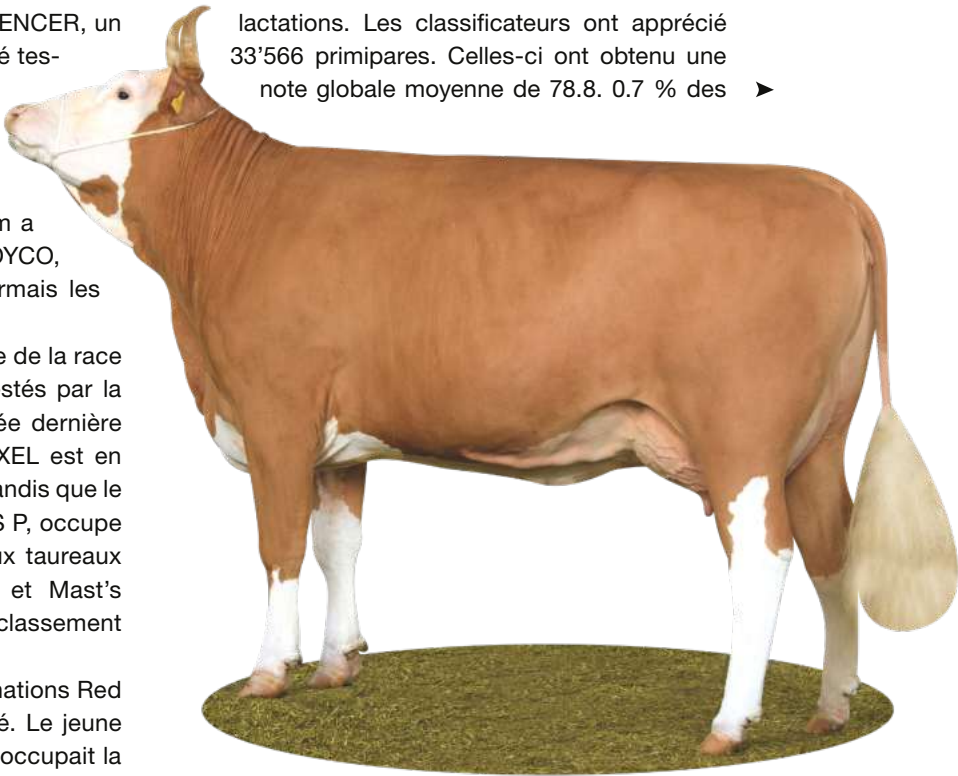 ENCER, un
é tes-
n a
OYCO,
rmais les
e de la race
stés par la
ée dernière
XEL est en
andis que le
S P, occupe
ux taureaux
et Mast's
classement
nations Red
é. Le jeune
occupait la
lactations. Les classificateurs ont apprécié
33'566 primipares. Celles-ci ont obtenu une
note globale moyenne de 78.8. 0.7 % des ➤